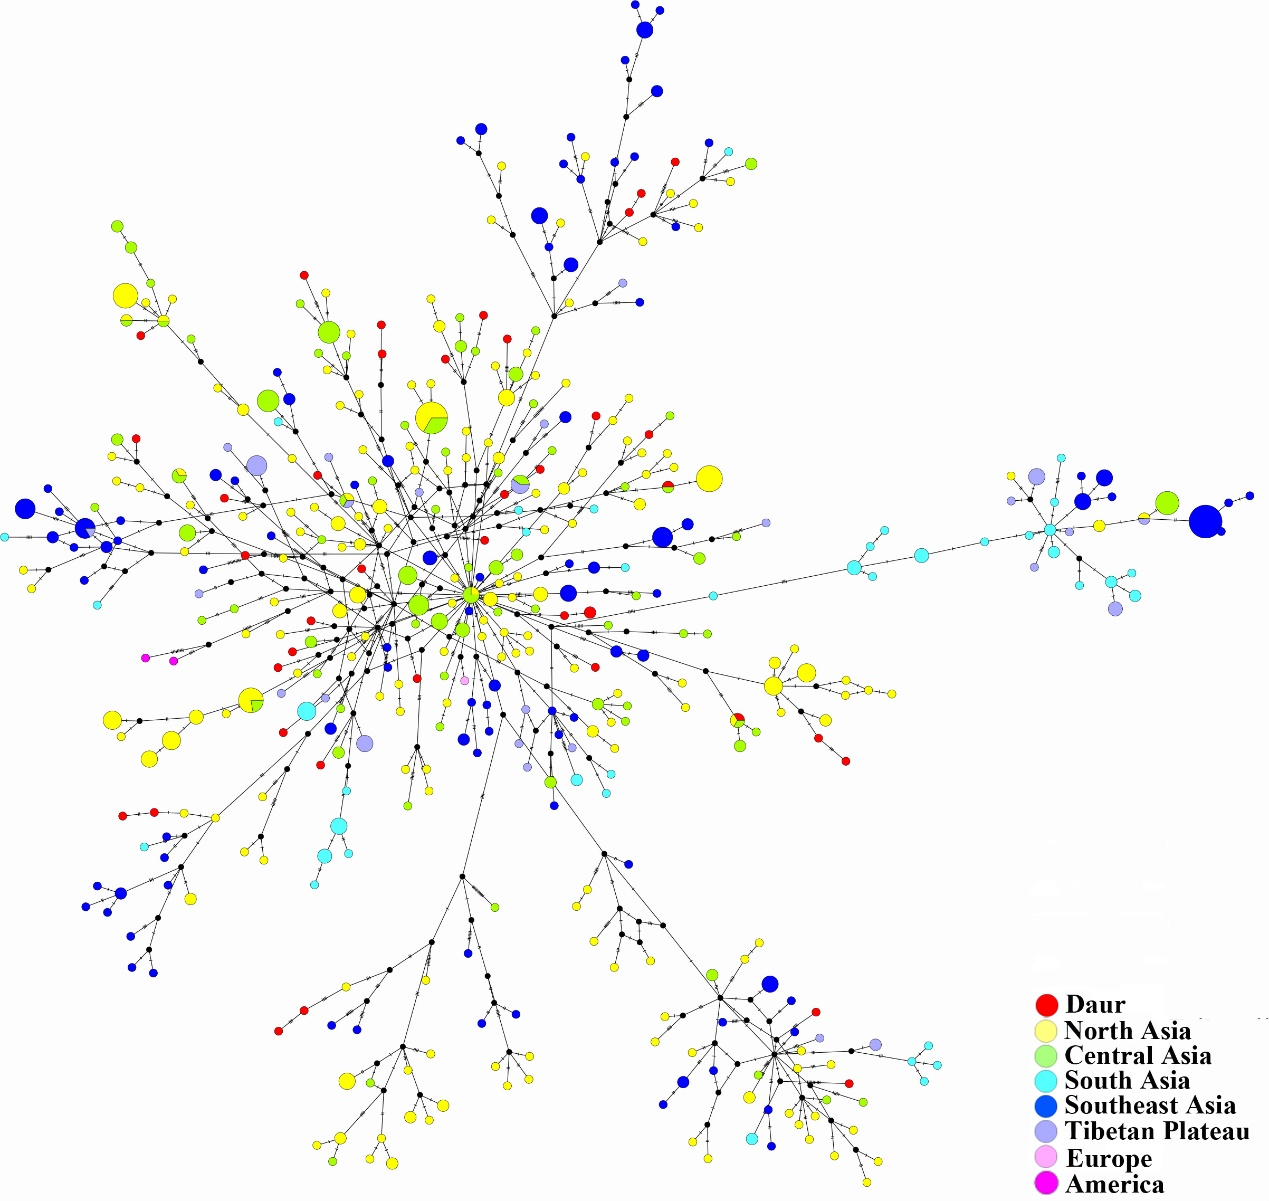 Daur
North Asia
Central Asia
South Asia
Southeast Asia
Tibetan Plateau
Europe
America